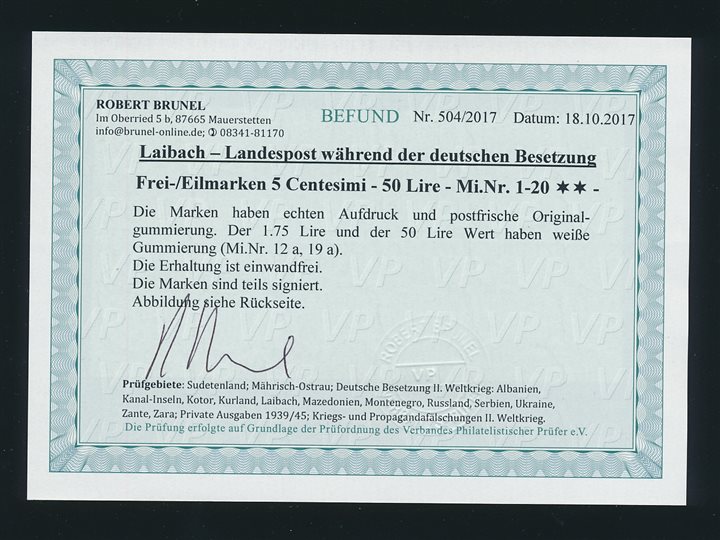 ROBERT BRUNEL
Im Oberried 5 b, 87665 Mauerstetten
info@brunel-online.de; ✆ 08341-81170
BEFUND Nr. 504/2017 Datum: 18.10.2017
Laibach – Landespost während der deutschen Besetzung
Frei-/Eilmarken 5 Centesimi - 50 Lire - Mi.Nr. 1-20 ✶✶ -
Die Marken haben echten Aufdruck und postfrische Original-
gummierung. Der 1.75 Lire und der 50 Lire Wert haben weiße
Gummierung (Mi.Nr. 12 a, 19 a).
Die Erhaltung ist einwandfrei.
Die Marken sind teils signiert.
Abbildung siehe Rückseite.
ROBERT BRUNEL
VP
Prüfgebiete: Sudetenland; Mährisch-Ostrau; Deutsche Besetzung II. Weltkrieg: Albanien,
Kanal-Inseln, Kotor, Kurland, Laibach, Mazedonien, Montenegro, Russland, Serbien, Ukraine,
Zante, Zara; Private Ausgaben 1939/45; Kriegs- und Propagandafälschungen II. Weltkrieg.
Die Prüfung erfolgte auf Grundlage der Prüfordnung des Verbandes Philatelistischer Prüfer e.V.